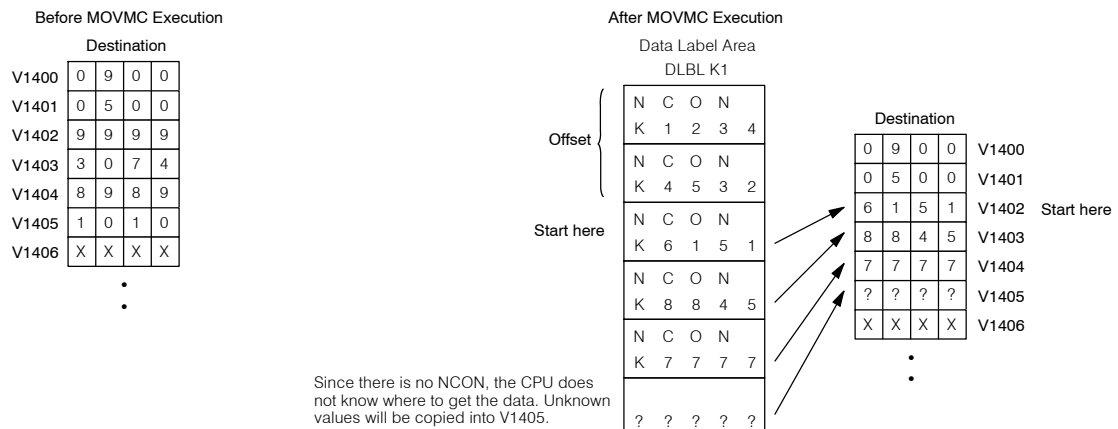 Before MOVMC Execution
Destination
V1400 0 9 0 0
V1401 0 5 0 0
V1402 9 9 9 9
V1403 3 0 7 4
V1404 8 9 8 9
V1405 1 0 1 0
V1406 X X X X
After MOVMC Execution
Data Label Area
DLBL K1
Offset
N C O N
K 1 2 3 4
N C O N
K 4 5 3 2
Start here
N C O N
K 6 1 5 1
N C O N
K 8 8 4 5
N C O N
K 7 7 7 7
? ? ? ?
Since there is no NCON, the CPU does
not know where to get the data. Unknown
values will be copied into V1405.
Destination
0 9 0 0 V1400
0 5 0 0 V1401
6 1 5 1 V1402 Start here
8 8 4 5 V1403
7 7 7 7 V1404
? ? ? ? V1405
X X X X V1406